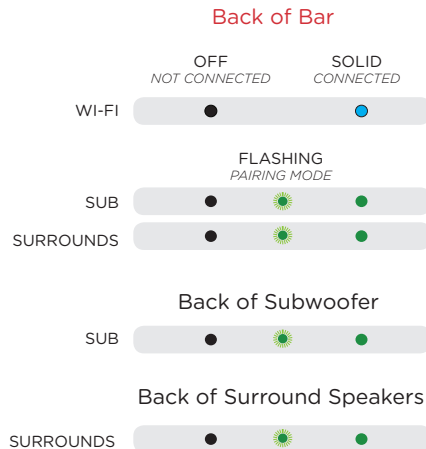 Back of Bar
OFF SOLID
NOT CONNECTED CONNECTED
WI-FI
FLASHING
PAIRING MODE
SUB
SURROUNDS
Back of Subwoofer
SUB
Back of Surround Speakers
SURROUNDS